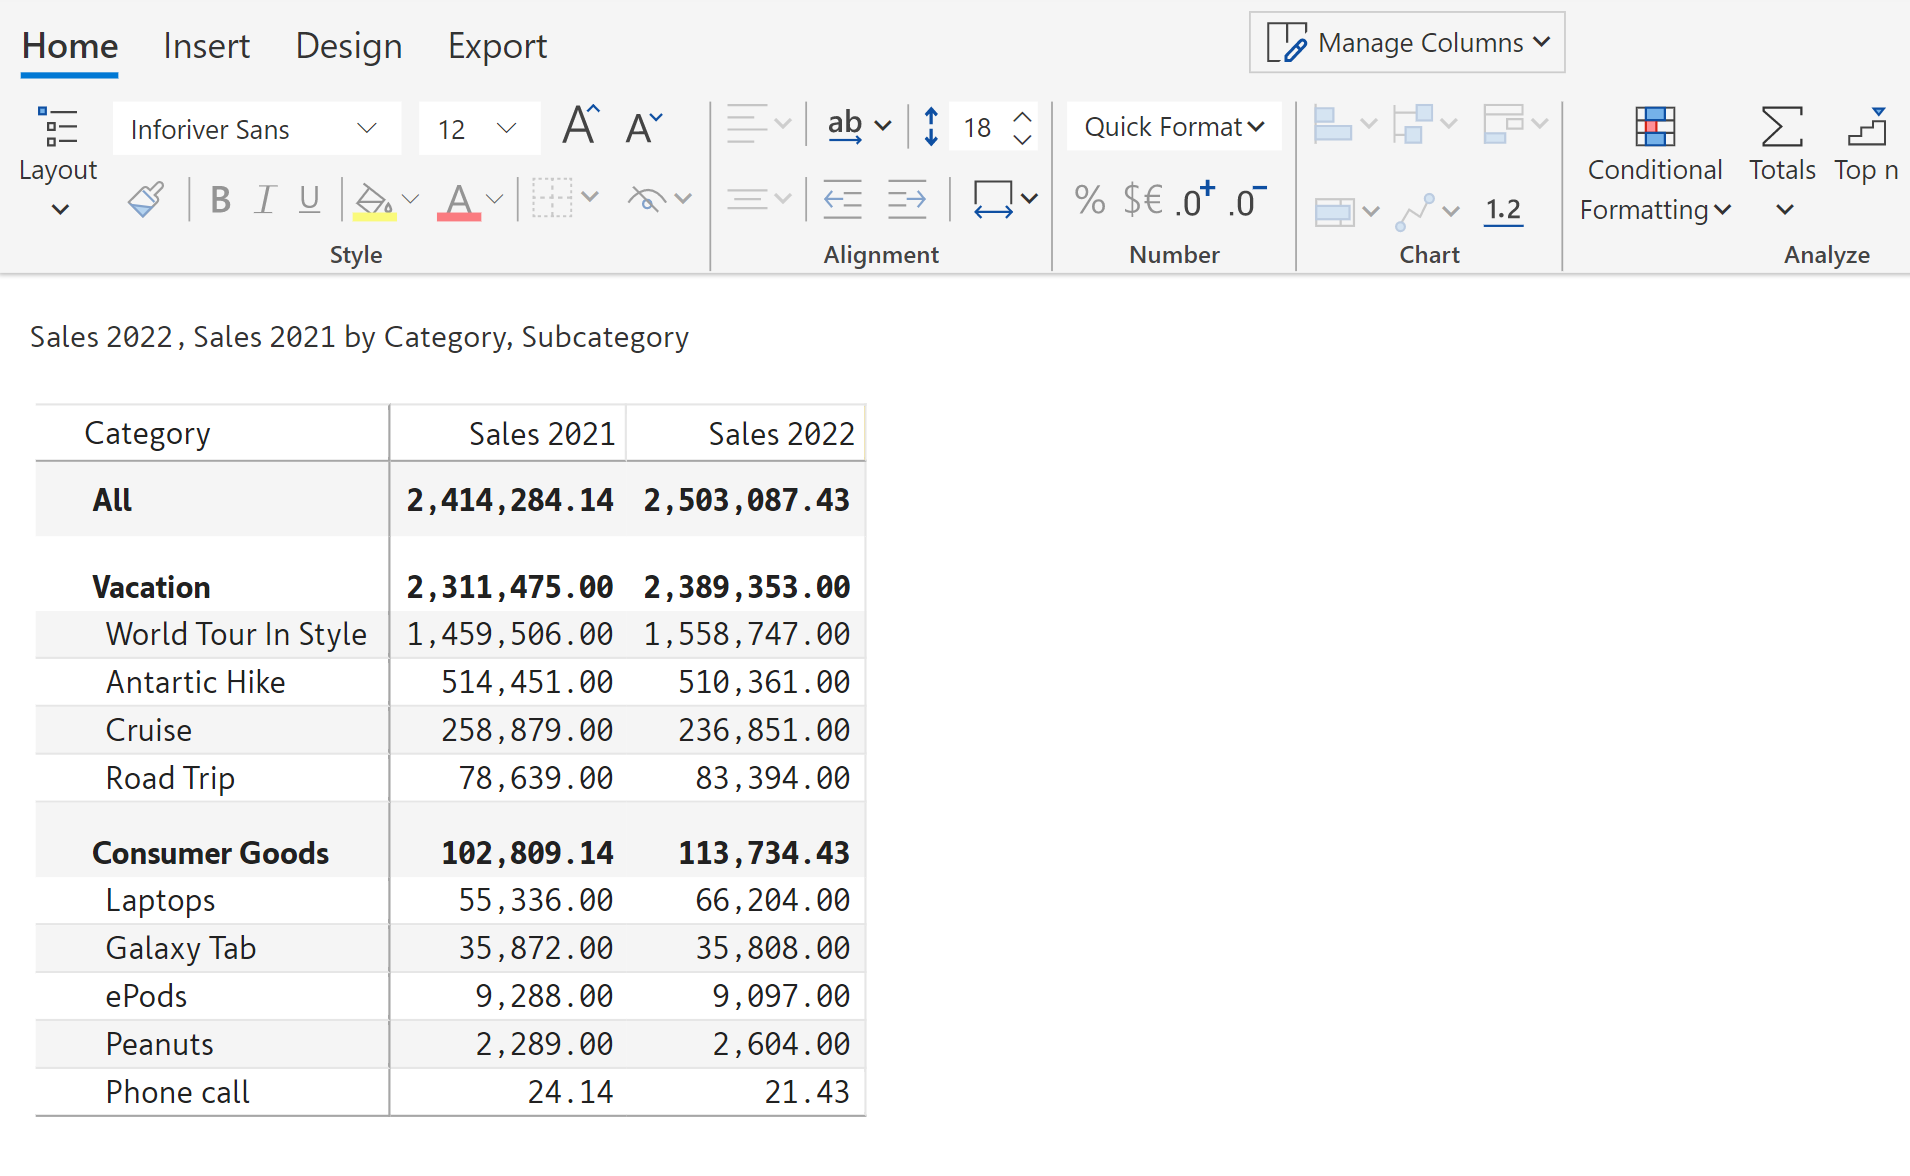 Home Insert Design Export Manage Columns
Inforiver Sans 12 A A ab 18 Quick Format
Layout Conditional Totals Top n
B I U A % $€ .0+ .0- 1.2 Formatting
Style Alignment Number Chart Analyze
Sales 2022, Sales 2021 by Category, Subcategory
Category Sales 2021 Sales 2022
All 2,414,284.14 2,503,087.43
Vacation 2,311,475.00 2,389,353.00
World Tour In Style 1,459,506.00 1,558,747.00
Antartic Hike 514,451.00 510,361.00
Cruise 258,879.00 236,851.00
Road Trip 78,639.00 83,394.00
Consumer Goods 102,809.14 113,734.43
Laptops 55,336.00 66,204.00
Galaxy Tab 35,872.00 35,808.00
ePods 9,288.00 9,097.00
Peanuts 2,289.00 2,604.00
Phone call 24.14 21.43